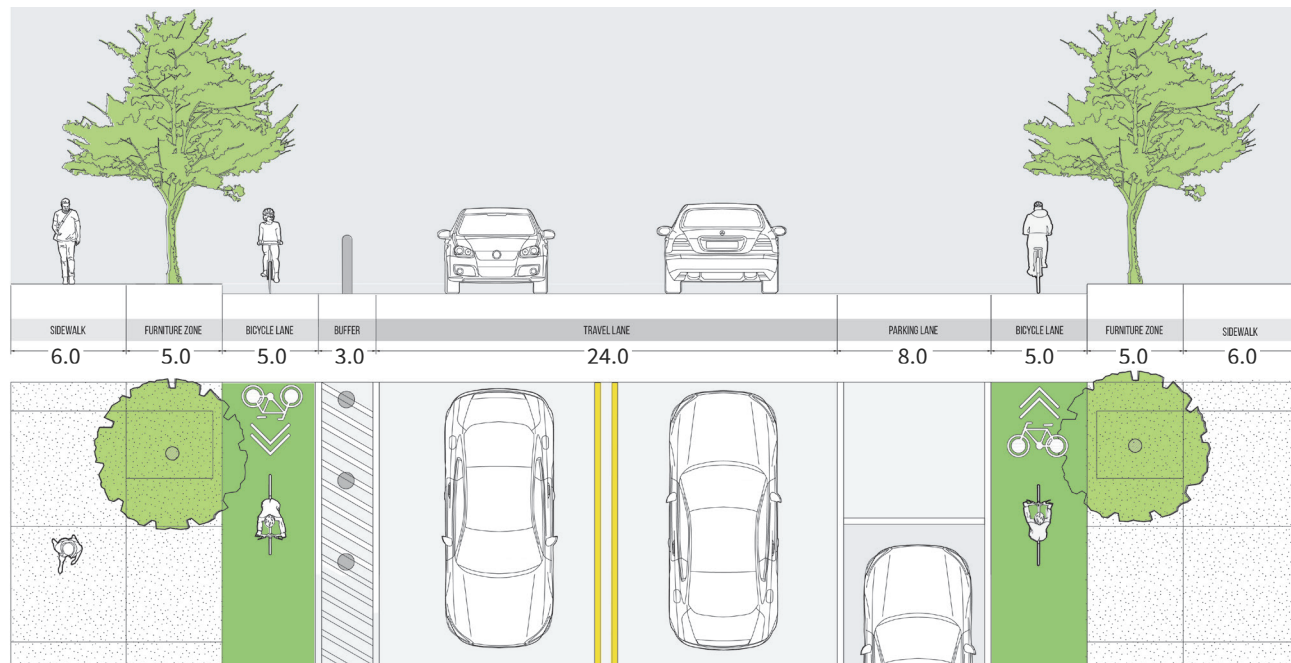 SIDEWALK FURNITURE ZONE BICYCLE LANE BUFFER TRAVEL LANE PARKING LANE BICYCLE LANE FURNITURE ZONE SIDEWALK
6.0 5.0 5.0 3.0 24.0 8.0 5.0 5.0 6.0